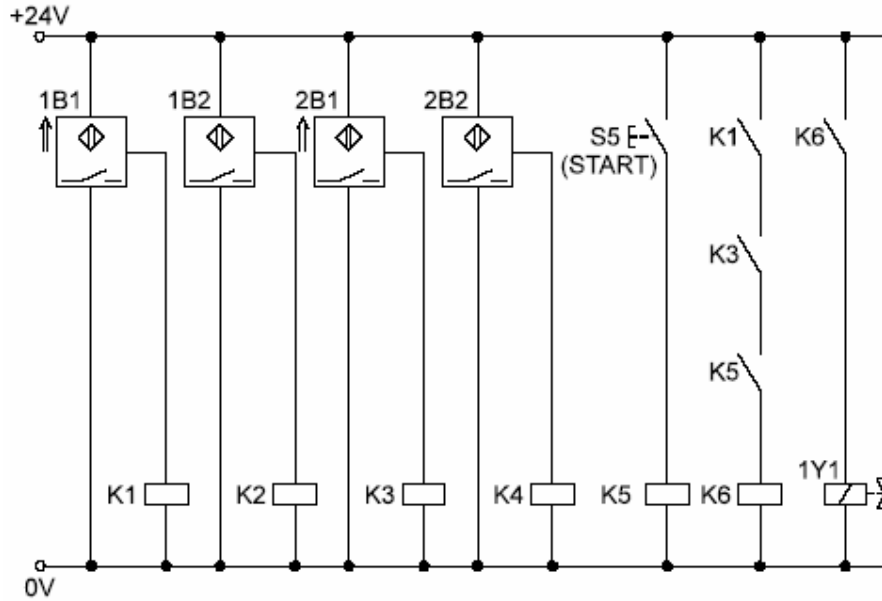 +24V
1B1 1B2 2B1 2B2
S5 K1 K6
(START)
K3
K5
1Y1
K1 K2 K3 K4 K5 K6
0V